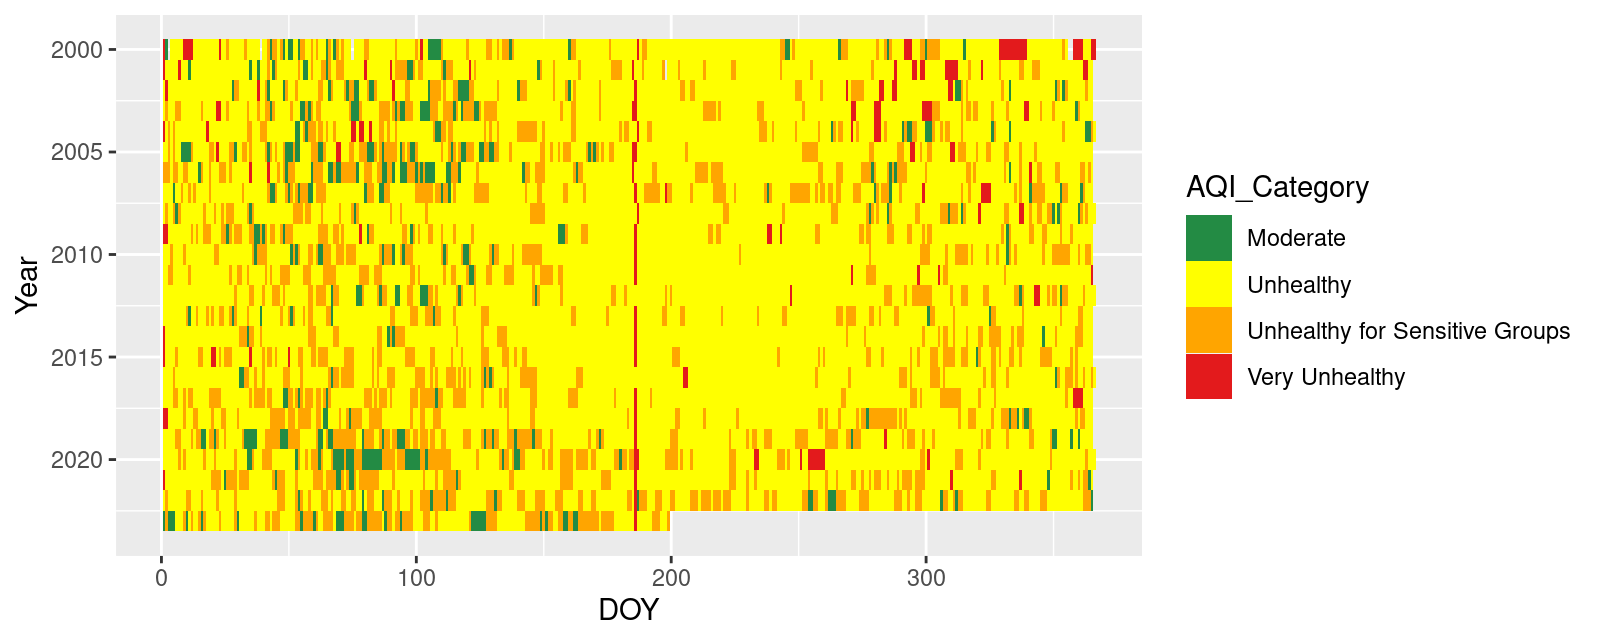 2000
2005
2010
2015
2020
Year
0
100
200
300
DOY
AQI_Category
Moderate
Unhealthy
Unhealthy for Sensitive Groups
Very Unhealthy